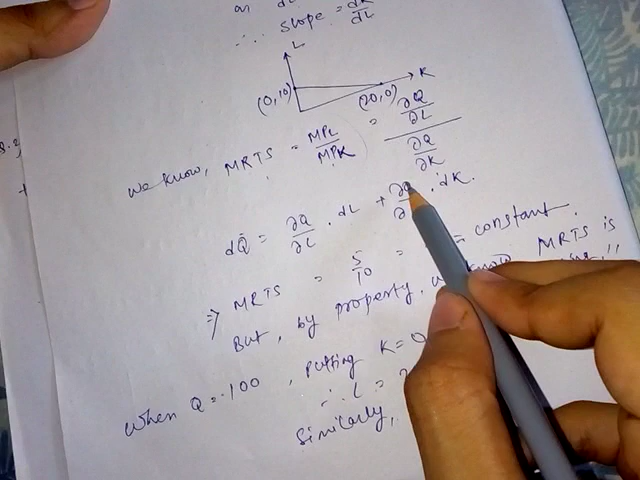 ∴ slope = dK/dL
L
K
(0,10)
(20,0)
We know, MRTS = MPL/MPK = ∂Q/∂L / ∂Q/∂K
dQ = ∂Q/∂L . dL + ∂Q/∂ . dK.
⇒ MRTS = 5/10 = = constant.
But, by property, know MRTS is
When Q = 100, putting K = 0
∴ L =
Similarly,